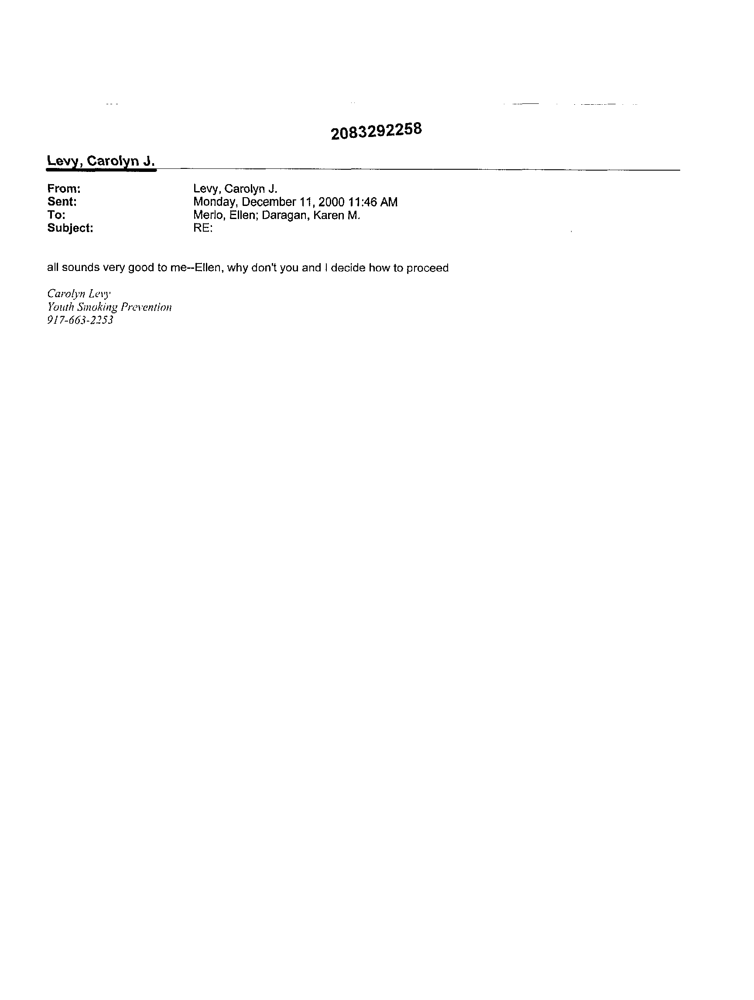 2083292258
Levy, Carolyn J.
From: Levy, Carolyn J.
Sent: Monday, December 11, 2000 11:46 AM
To: Merlo, Ellen; Daragan, Karen M.
Subject: RE:
all sounds very good to me--Ellen, why don't you and I decide how to proceed
Carolyn Levy
Youth Smoking Prevention
917-663-2253